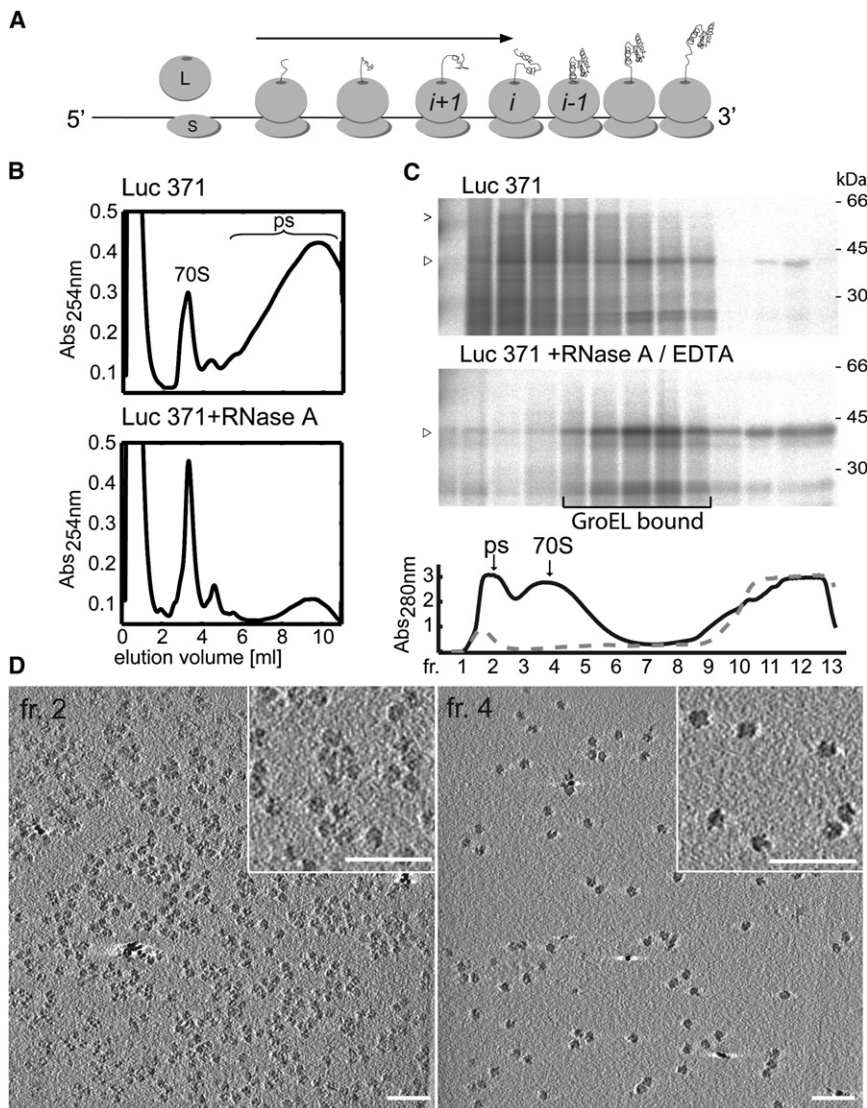 A
L
S
5’
i+1
i
i-1
3’
B
Luc 371
0.5
0.4
0.3
0.2
0.1
Abs254nm
70S
ps
Luc 371+RNase A
0.5
0.4
0.3
0.2
0.1
Abs254nm
0 2 4 6 8 10
elution volume [ml]
C
Luc 371
kDa
- 66
- 45
- 30
>
▷
Luc 371 +RNase A / EDTA
- 66
- 45
- 30
▷
GroEL bound
ps
70S
Abs280nm
3
2
1
fr. 1 2 3 4 5 6 7 8 9 10 11 12 13
D
fr. 2
fr. 4